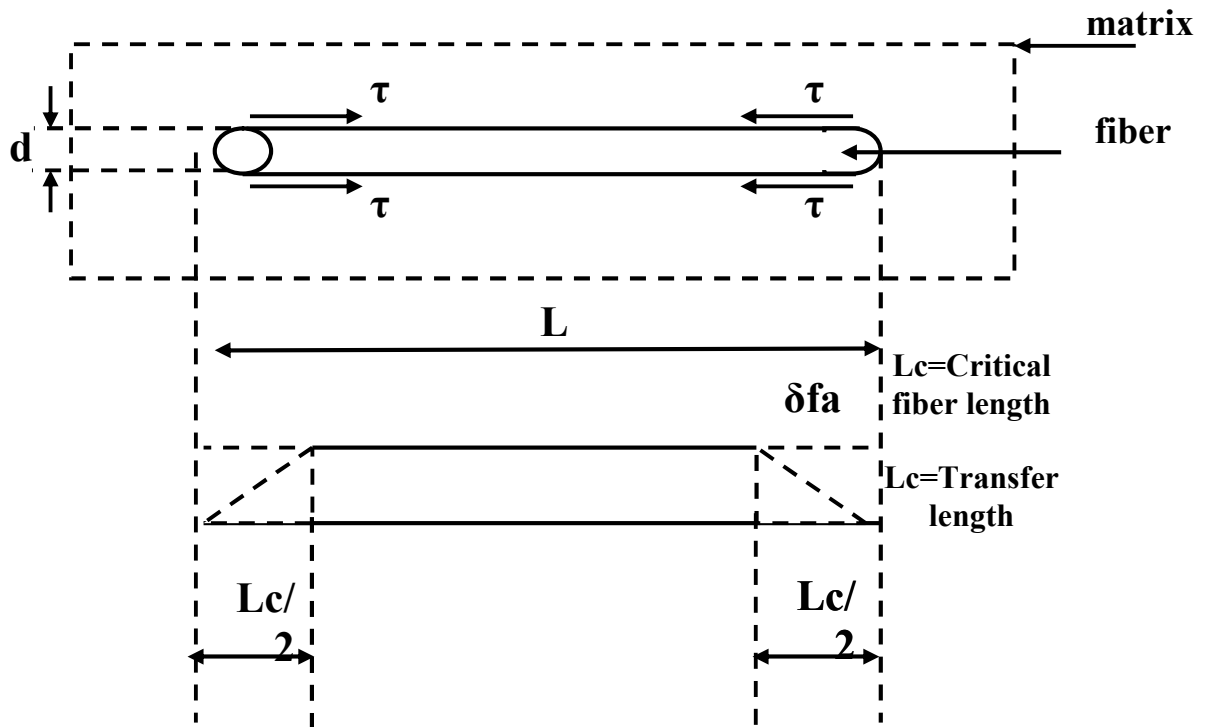 matrix
τ
τ
d
fiber
τ
τ
L
Lc=Critical
fiber length
δfa
Lc=Transfer
length
Lc/
2
Lc/
2